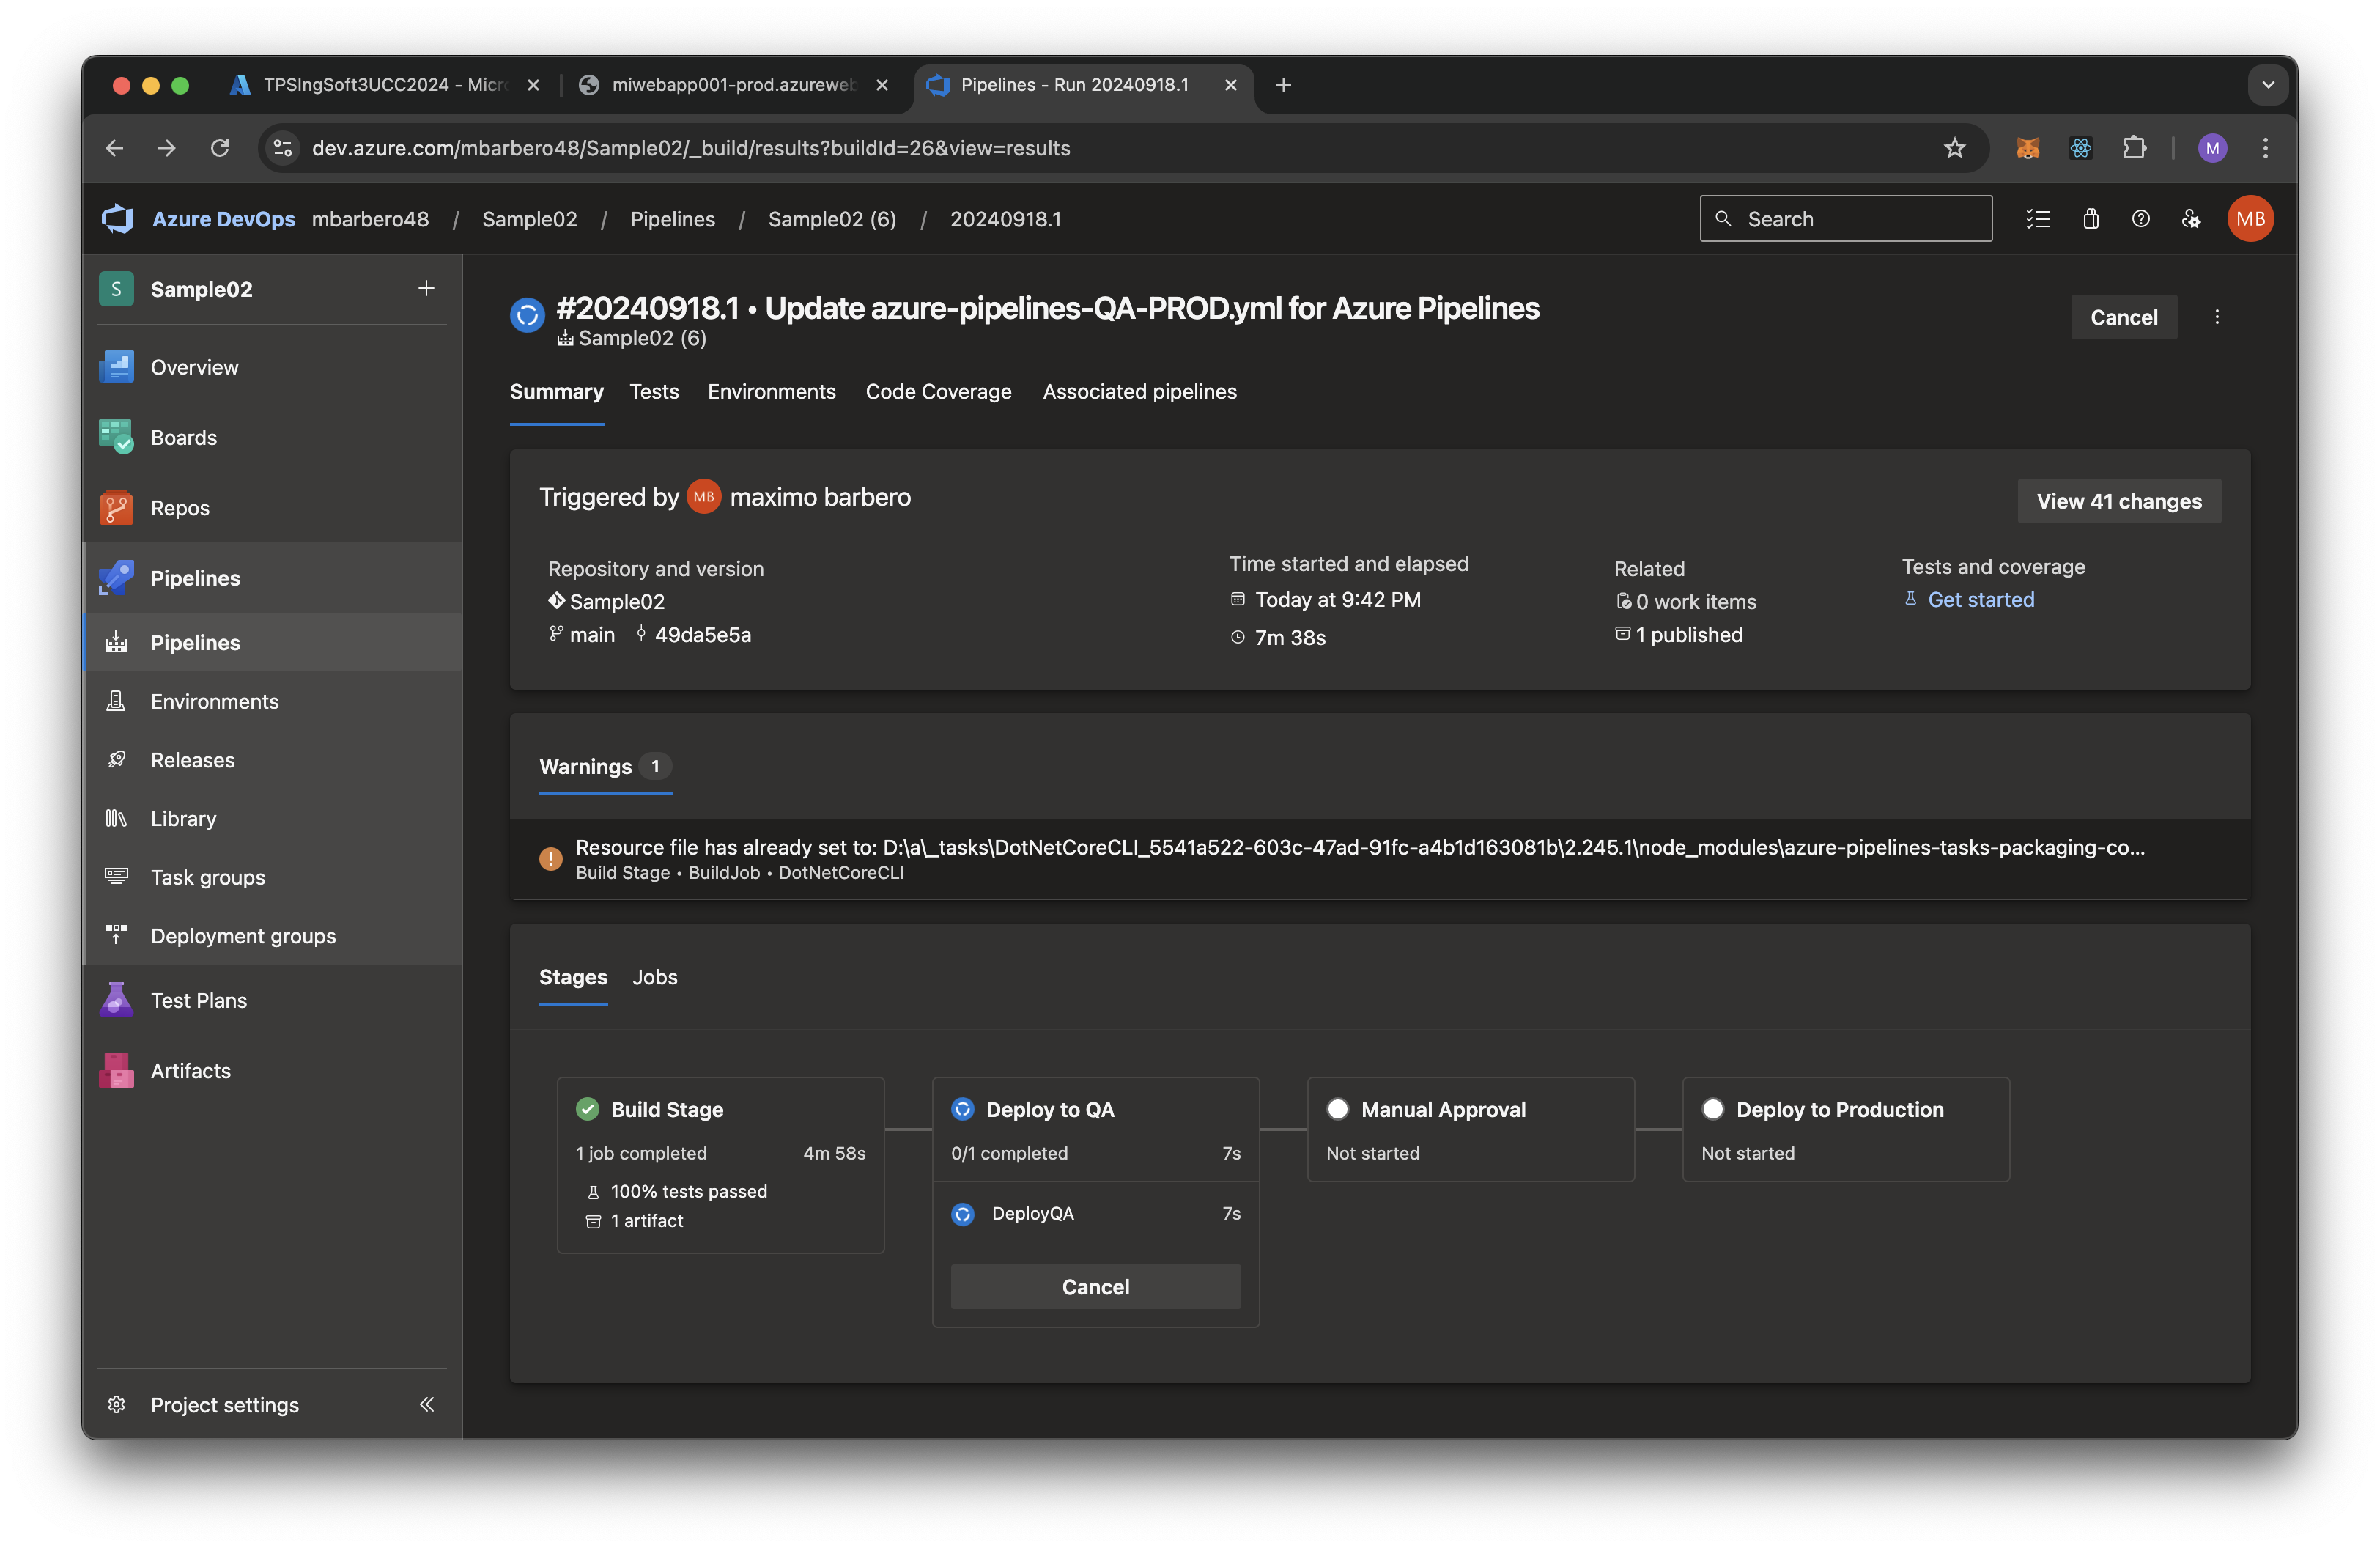 TPSIngSoft3UCC2024 - Micr
miwebapp001-prod.azureweb
Pipelines - Run 20240918.1
dev.azure.com/mbarbero48/Sample02/_build/results?buildId=26&view=results
M
Azure DevOps mbarbero48 / Sample02 / Pipelines / Sample02 (6) / 20240918.1
Search
MB
S Sample02
Overview
Boards
Repos
Pipelines
Pipelines
Environments
Releases
Library
Task groups
Deployment groups
Test Plans
Artifacts
Project settings
#20240918.1 • Update azure-pipelines-QA-PROD.yml for Azure Pipelines
Sample02 (6)
Cancel
Summary Tests Environments Code Coverage Associated pipelines
Triggered by MB maximo barbero
View 41 changes
Repository and version
Sample02
main 49da5e5a
Time started and elapsed
Today at 9:42 PM
7m 38s
Related
0 work items
1 published
Tests and coverage
Get started
Warnings 1
Resource file has already set to: D:\a\_tasks\DotNetCoreCLI_5541a522-603c-47ad-91fc-a4b1d163081b\2.245.1\node_modules\azure-pipelines-tasks-packaging-co...
Build Stage • BuildJob • DotNetCoreCLI
Stages Jobs
Build Stage
1 job completed 4m 58s
100% tests passed
1 artifact
Deploy to QA
0/1 completed 7s
DeployQA 7s
Cancel
Manual Approval
Not started
Deploy to Production
Not started